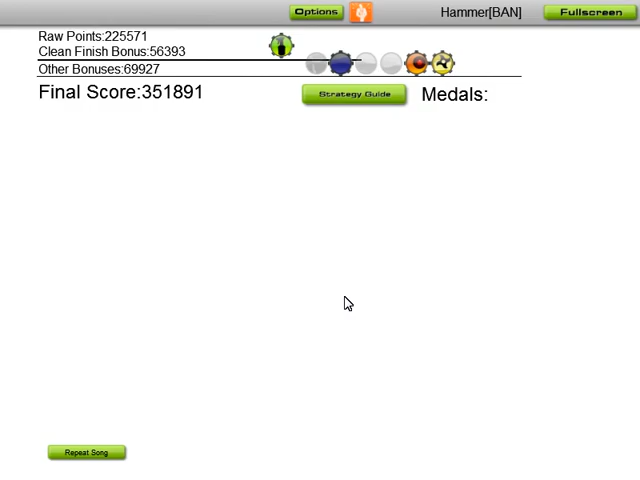 Options
Hammer[BAN]
Fullscreen
Raw Points:225571
Clean Finish Bonus:56393
Other Bonuses:69927
Final Score:351891
Strategy Guide
Medals:
Repeat Song